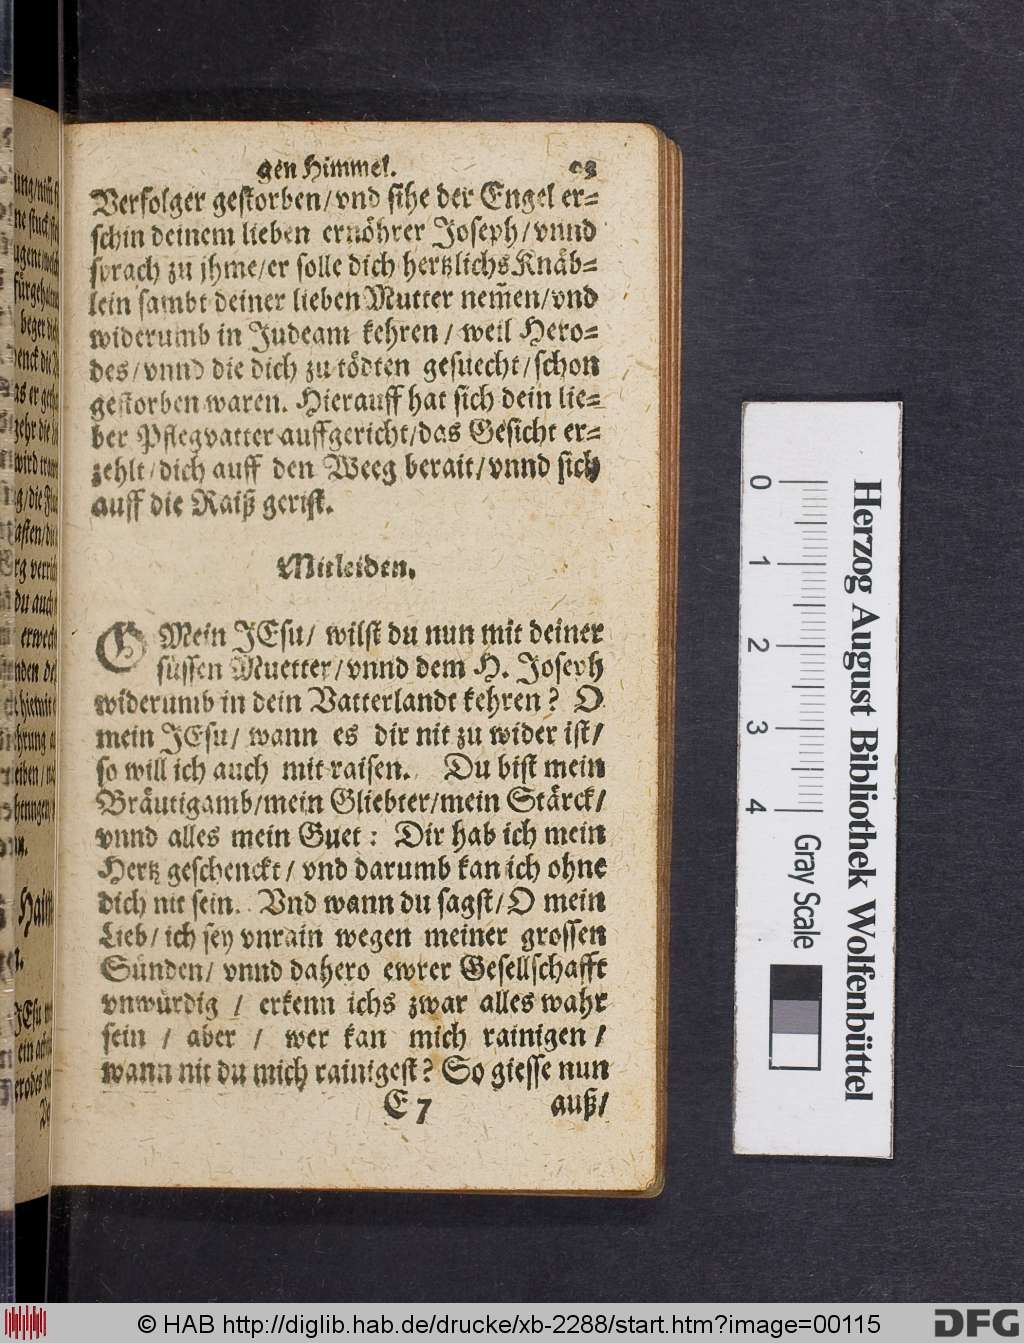 gen Himmel. 93
Verfolger gestorben/vnd sihe der Engel er-
schin deinem lieben ernöhrer Joseph/vnnd
sprach zu jhme/er solle dich hertzlichs Knäb-
lein sambt deiner lieben Mutter nem̃en/vnd
widerumb in Judeam kehren / weil Hero-
des/vnnd die dich zu tödten gesuecht/schon
gestorben waren. Hierauff hat sich dein lie-
ber Pflegvatter auffgericht/das Gesicht er-
zehlt/dich auff den Weeg berait/vnnd sich
auff die Raiß gerist.
Mitleiden.
O Mein JEsu/ wilst du nun mit deiner
süssen Muetter/vnnd dem H. Joseph
widerumb in dein Vatterlandt kehren? O
mein JEsu/ wann es dir nit zu wider ist/
so will ich auch mit raisen. Du bist mein
Bräutigamb/mein Gliebter/mein Stärck/
vnnd alles mein Guet: Dir hab ich mein
Hertz geschenckt/ vnd darumb kan ich ohne
dich nit sein. Vnd wann du sagst/O mein
Lieb/ ich sey vnrain wegen meiner grossen
Sünden/ vnnd dahero ewrer Gesellschafft
vnwürdig / erkenn ichs zwar alles wahr
sein / aber / wer kan mich rainigen/
wann nit du mich rainigest? So giesse nun
E 7 auß/
Herzog August Bibliothek Wolfenbüttel
0 1 2 3 4 Gray Scale
© HAB http://diglib.hab.de/drucke/xb-2288/start.htm?image=00115
DFG